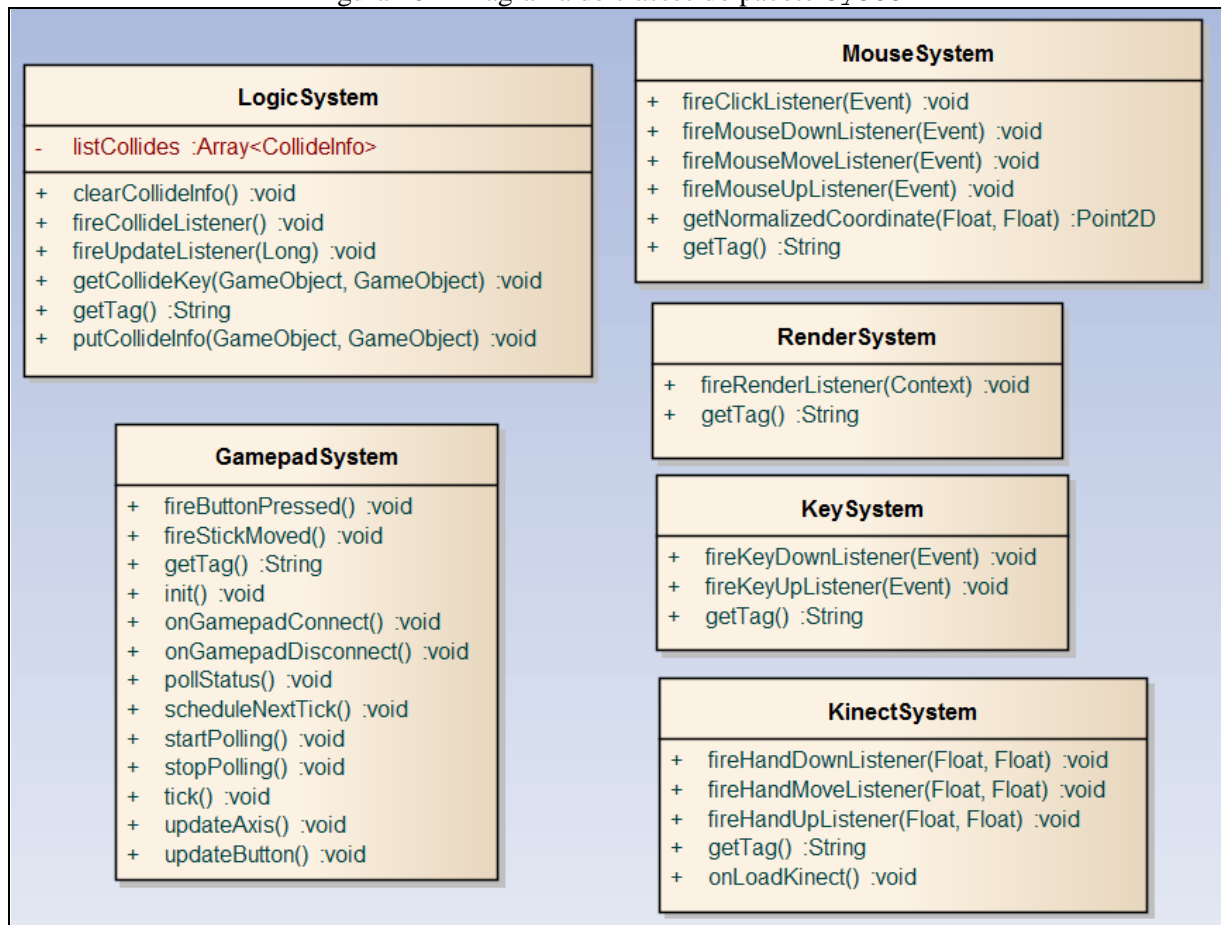 de classes do pacote
LogicSystem
- listCollides :Array<CollideInfo>
+ clearCollideInfo() :void
+ fireCollideListener() :void
+ fireUpdateListener(Long) :void
+ getCollideKey(GameObject, GameObject) :void
+ getTag() :String
+ putCollideInfo(GameObject, GameObject) :void
MouseSystem
+ fireClickListener(Event) :void
+ fireMouseDownListener(Event) :void
+ fireMouseMoveListener(Event) :void
+ fireMouseUpListener(Event) :void
+ getNormalizedCoordinate(Float, Float) :Point2D
+ getTag() :String
RenderSystem
+ fireRenderListener(Context) :void
+ getTag() :String
GamepadSystem
+ fireButtonPressed() :void
+ fireStickMoved() :void
+ getTag() :String
+ init() :void
+ onGamepadConnect() :void
+ onGamepadDisconnect() :void
+ pollStatus() :void
+ scheduleNextTick() :void
+ startPolling() :void
+ stopPolling() :void
+ tick() :void
+ updateAxis() :void
+ updateButton() :void
KeySystem
+ fireKeyDownListener(Event) :void
+ fireKeyUpListener(Event) :void
+ getTag() :String
KinectSystem
+ fireHandDownListener(Float, Float) :void
+ fireHandMoveListener(Float, Float) :void
+ fireHandUpListener(Float, Float) :void
+ getTag() :String
+ onLoadKinect() :void